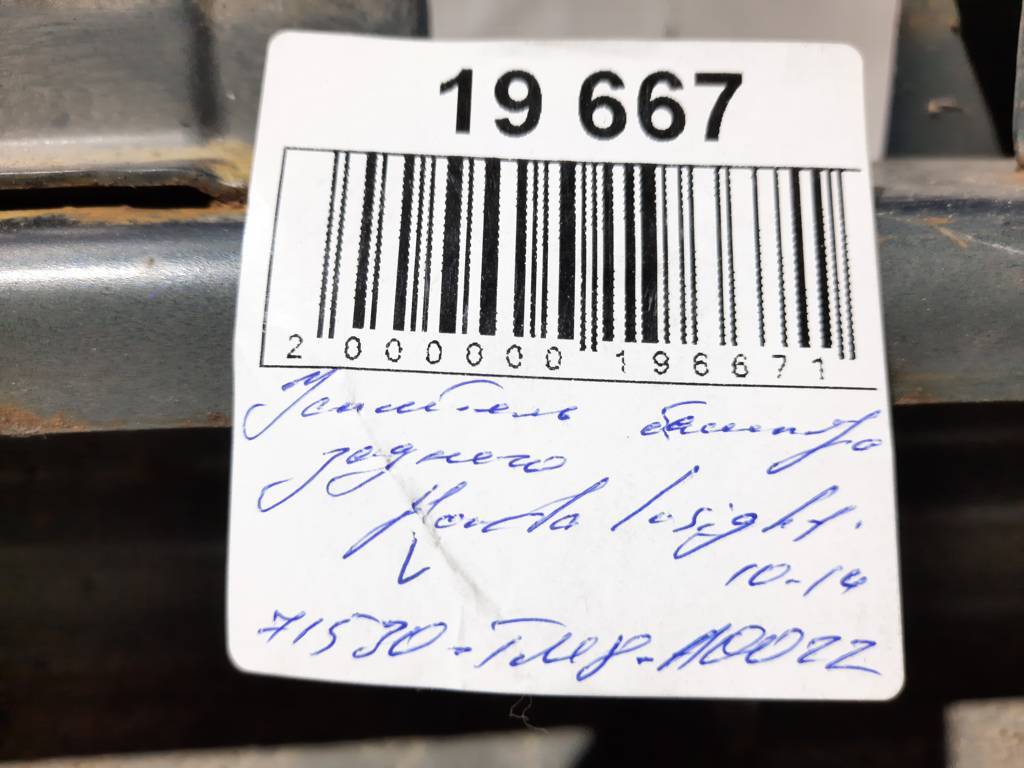 19 667
2 000000 196671
Усилитель бампера
заднего
Honda Insight.
10-14
71530-TM8-A00ZZ